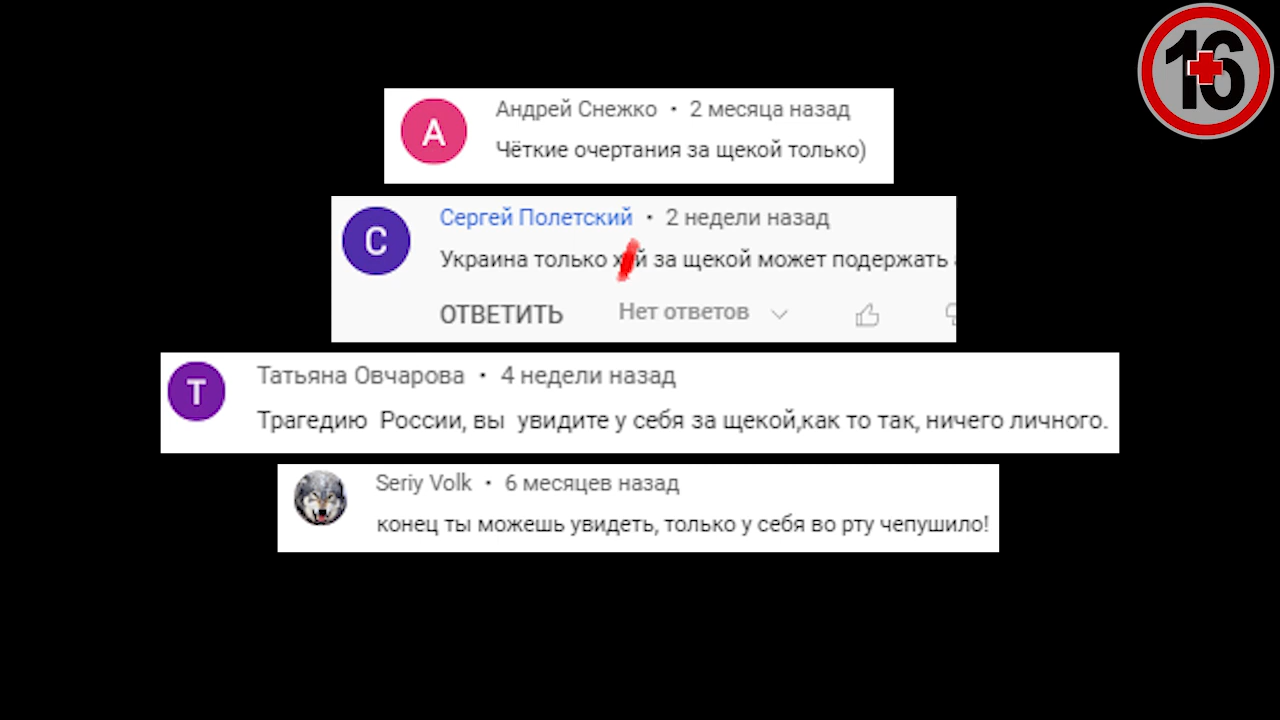 16+
А
Андрей Снежко • 2 месяца назад
Чёткие очертания за щекой только)
С
Сергей Полетский • 2 недели назад
Украина только за щекой может подержать
ОТВЕТИТЬ Нет ответов
Т
Татьяна Овчарова • 4 недели назад
Трагедию России, вы увидите у себя за щекой,как то так, ничего личного.
Seriy Volk • 6 месяцев назад
конец ты можешь увидеть, только у себя во рту чепушило!